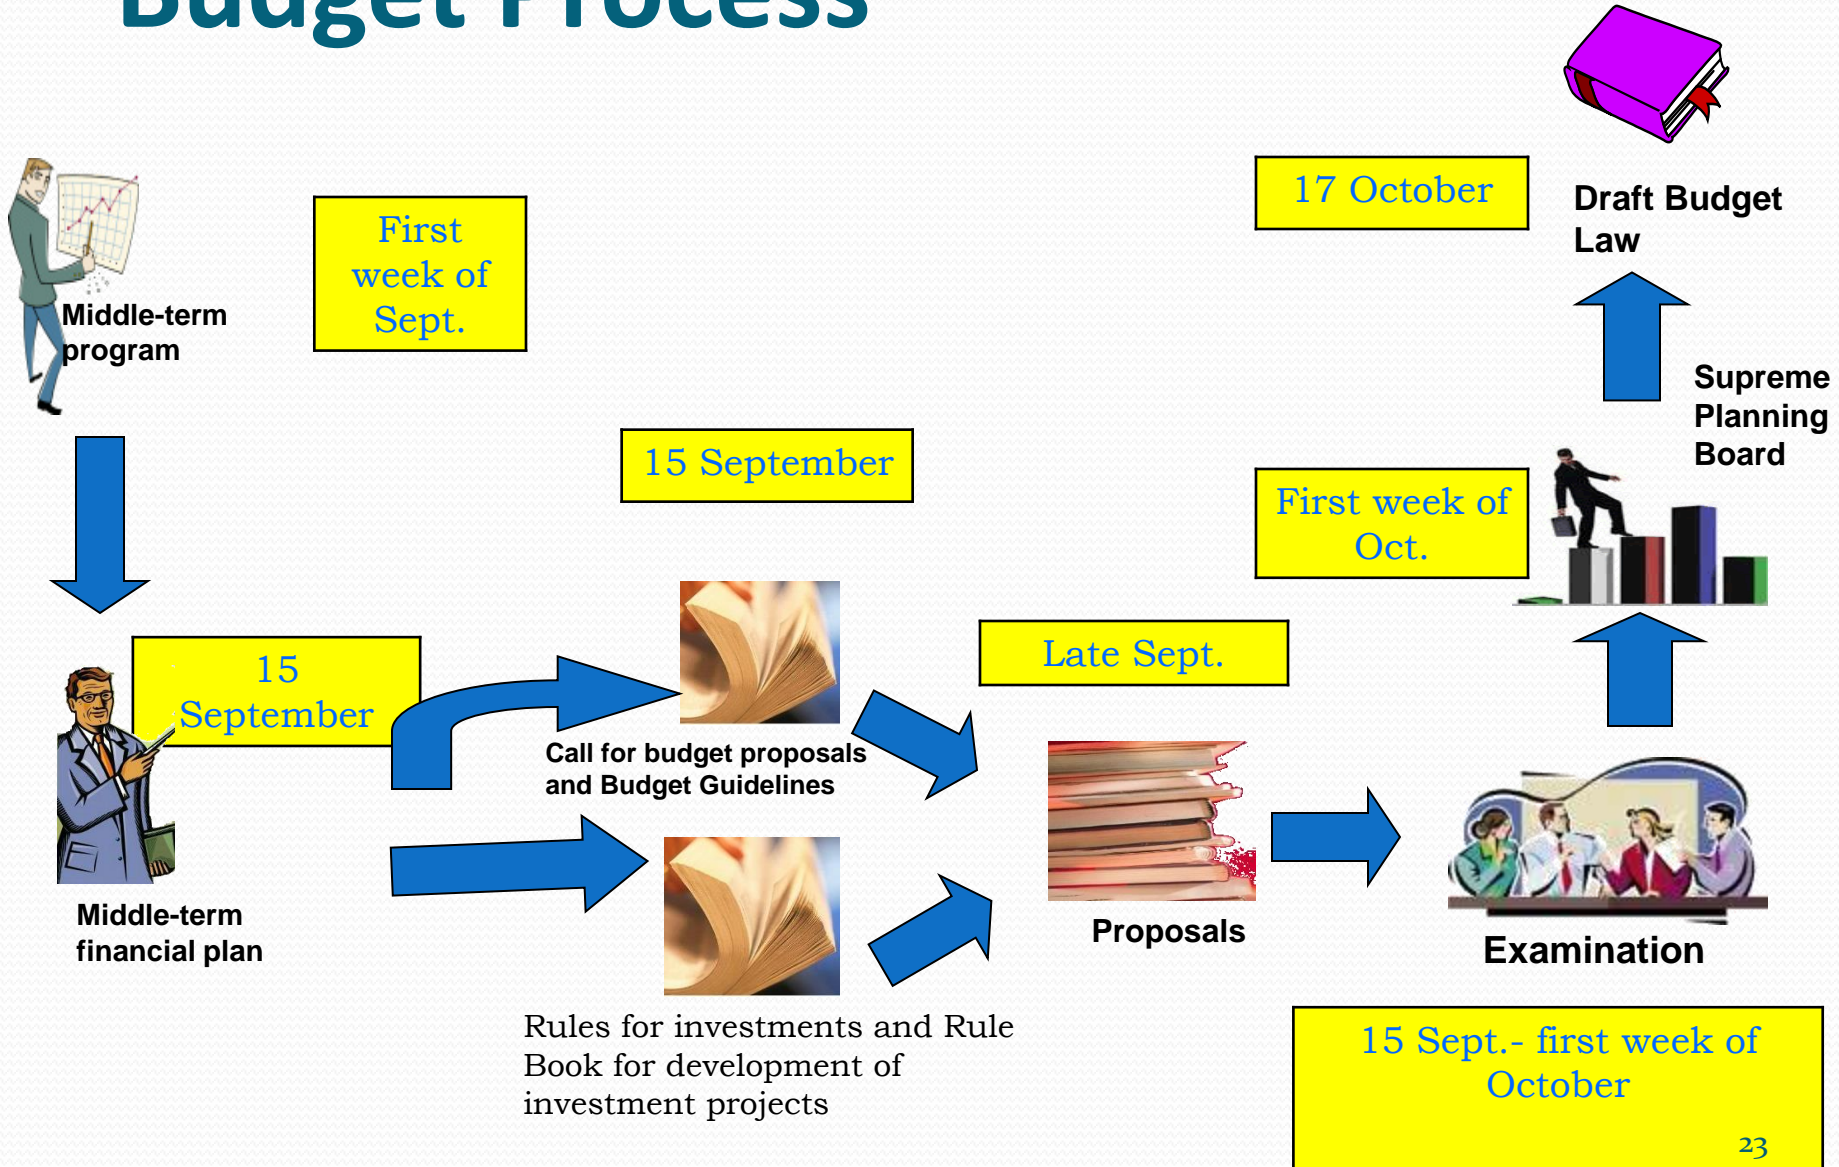 Budget Process
17 October
Draft Budget
Law
First
week of
Sept.
Middle-term
program
Supreme
Planning
Board
15 September
First week of
Oct.
15
September
Late Sept.
Call for budget proposals
and Budget Guidelines
Middle-term
financial plan
Proposals
Examination
Rules for investments and Rule
Book for development of
investment projects
15 Sept.- first week of
October
23